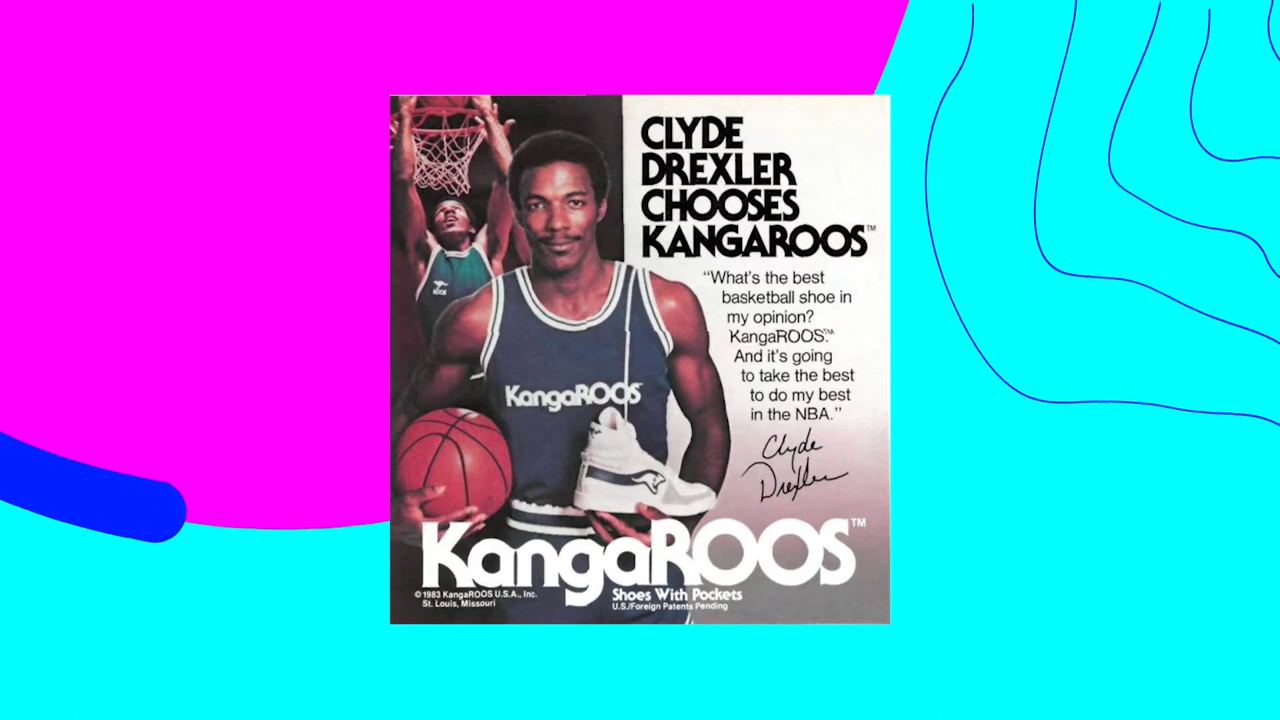 CLYDE
DREXLER
CHOOSES
KANGAROOS™
“What's the best
basketball shoe in
my opinion?
KangaROOS.™
And it's going
to take the best
to do my best
in the NBA.”
Clyde
Drexler
ROOS
KangaROOS
KangaROOS™
©1983 KangaROOS U.S.A., Inc.
St. Louis, Missouri
Shoes With Pockets
U.S./Foreign Patents Pending